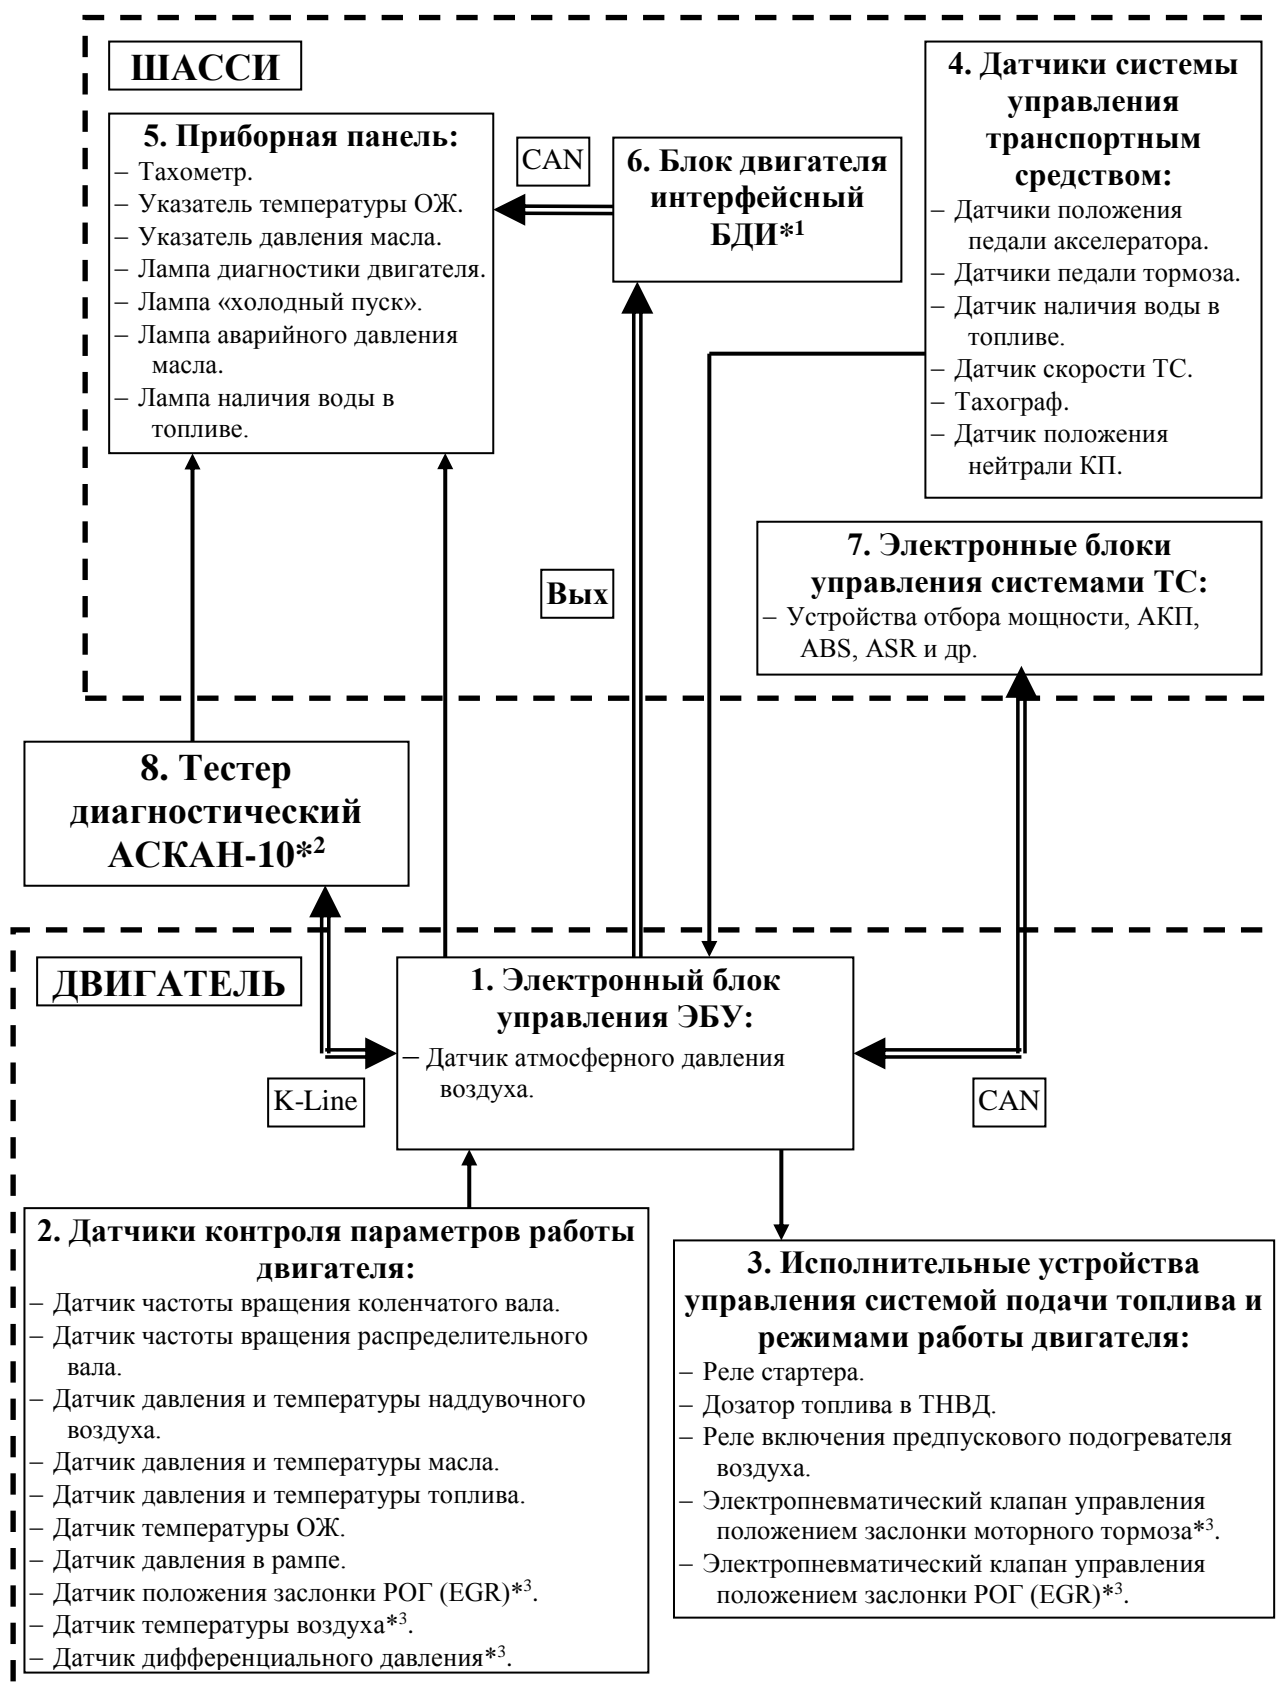 ШАССИ
5. Приборная панель:
– Тахометр.
– Указатель температуры ОЖ.
– Указатель давления масла.
– Лампа диагностики двигателя.
– Лампа «холодный пуск».
– Лампа аварийного давления
масла.
– Лампа наличия воды в
топливе.
CAN
6. Блок двигателя
интерфейсный
БДИ*1
4. Датчики системы
управления
транспортным
средством:
– Датчики положения
педали акселератора.
– Датчики педали тормоза.
– Датчик наличия воды в
топливе.
– Датчик скорости ТС.
– Тахограф.
– Датчик положения
нейтрали КП.
Вых
7. Электронные блоки
управления системами ТС:
– Устройства отбора мощности, АКП,
ABS, ASR и др.
8. Тестер
диагностический
АСКАН-10*2
ДВИГАТЕЛЬ
1. Электронный блок
управления ЭБУ:
– Датчик атмосферного давления
воздуха.
K-Line
CAN
2. Датчики контроля параметров работы
двигателя:
– Датчик частоты вращения коленчатого вала.
– Датчик частоты вращения распределительного
вала.
– Датчик давления и температуры наддувочного
воздуха.
– Датчик давления и температуры масла.
– Датчик давления и температуры топлива.
– Датчик температуры ОЖ.
– Датчик давления в рампе.
– Датчик положения заслонки РОГ (EGR)*3.
– Датчик температуры воздуха*3.
– Датчик дифференциального давления*3.
3. Исполнительные устройства
управления системой подачи топлива и
режимами работы двигателя:
– Реле стартера.
– Дозатор топлива в ТНВД.
– Реле включения предпускового подогревателя
воздуха.
– Электропневматический клапан управления
положением заслонки моторного тормоза*3.
– Электропневматический клапан управления
положением заслонки РОГ (EGR)*3.